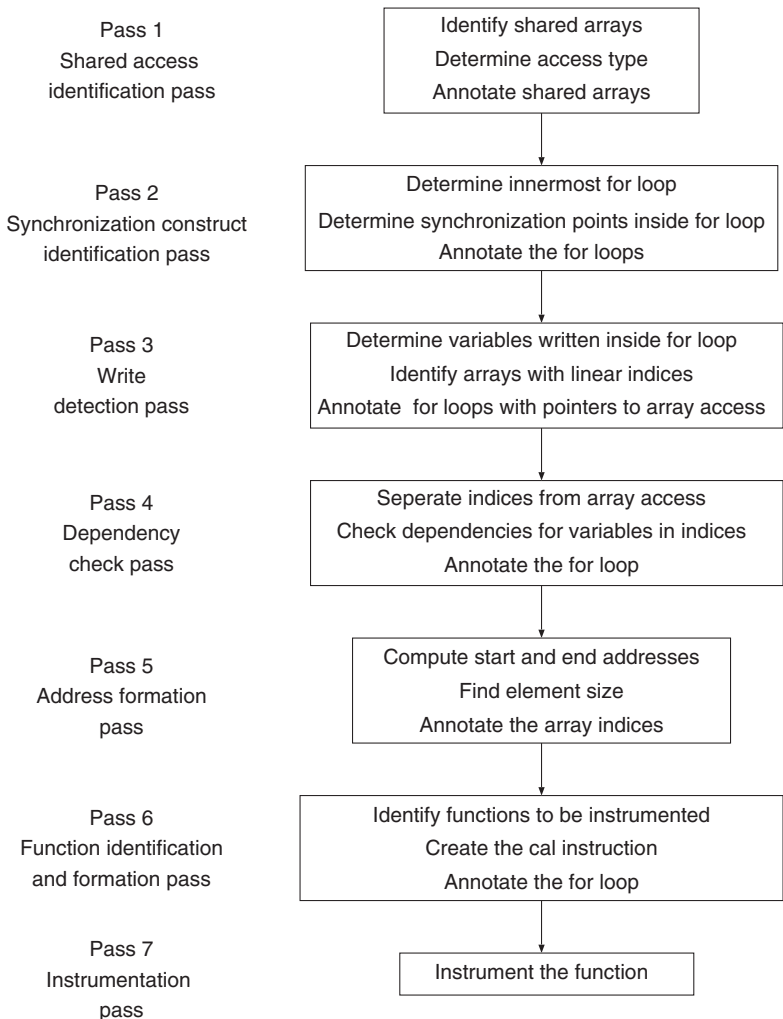 Pass 1
Shared access
identification pass
Identify shared arrays
Determine access type
Annotate shared arrays
Pass 2
Synchronization construct
identification pass
Determine innermost for loop
Determine synchronization points inside for loop
Annotate the for loops
Pass 3
Write
detection pass
Determine variables written inside for loop
Identify arrays with linear indices
Annotate for loops with pointers to array access
Pass 4
Dependency
check pass
Seperate indices from array access
Check dependencies for variables in indices
Annotate the for loop
Pass 5
Address formation
pass
Compute start and end addresses
Find element size
Annotate the array indices
Pass 6
Function identification
and formation pass
Identify functions to be instrumented
Create the cal instruction
Annotate the for loop
Pass 7
Instrumentation
pass
Instrument the function